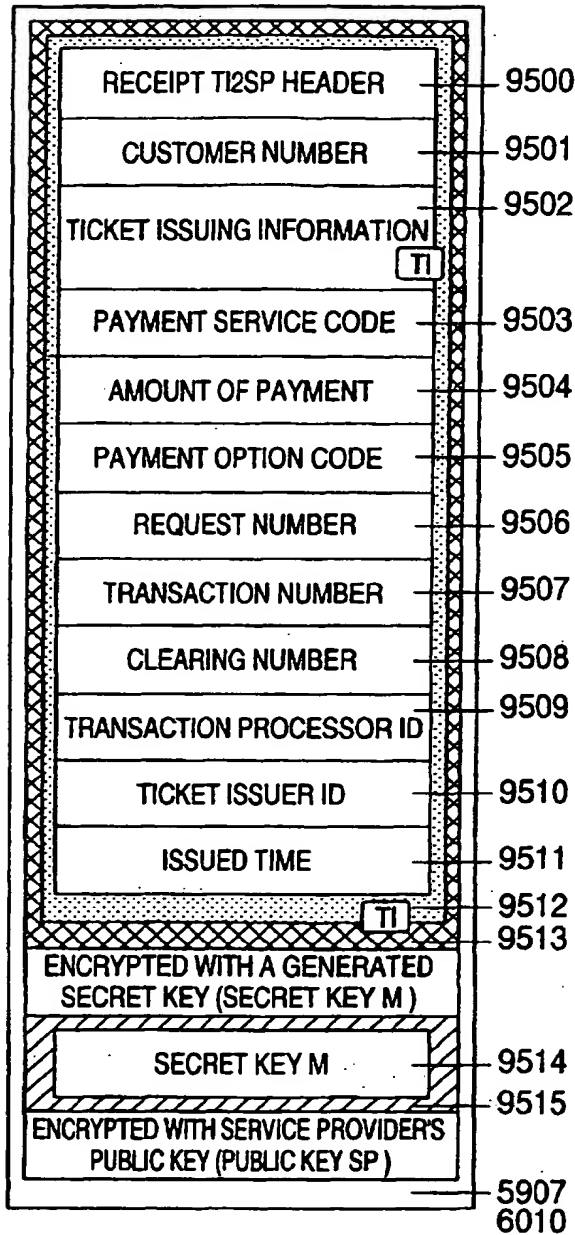 RECEIPT TI2SP HEADER 9500
CUSTOMER NUMBER 9501
9502
TICKET ISSUING INFORMATION
TI
PAYMENT SERVICE CODE 9503
AMOUNT OF PAYMENT 9504
PAYMENT OPTION CODE 9505
REQUEST NUMBER 9506
TRANSACTION NUMBER 9507
CLEARING NUMBER 9508
9509
TRANSACTION PROCESSOR ID
TICKET ISSUER ID 9510
ISSUED TIME 9511
TI 9512
9513
ENCRYPTED WITH A GENERATED
SECRET KEY (SECRET KEY M )
SECRET KEY M 9514
9515
ENCRYPTED WITH SERVICE PROVIDER'S
PUBLIC KEY (PUBLIC KEY SP )
5907
6010